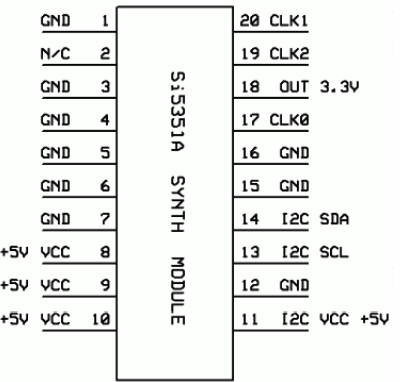 GND 1 20 CLK1
N/C 2 19 CLK2
GND 3 18 OUT 3.3V
GND 4 17 CLK0
GND 5 16 GND
GND 6 15 GND
GND 7 14 I2C SDA
+5V VCC 8 13 I2C SCL
+5V VCC 9 12 GND
+5V VCC 10 11 I2C VCC +5V
Si5351A SYNTH MODULE